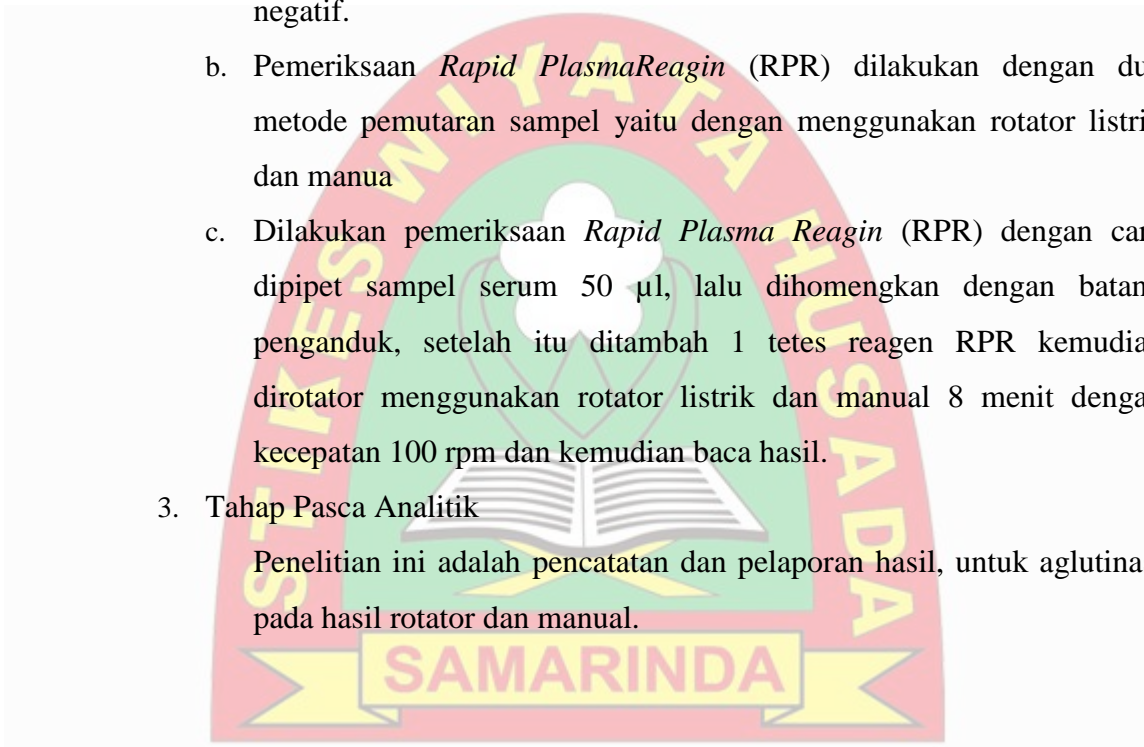 negatif.
b. Pemeriksaan Rapid PlasmaReagin (RPR) dilakukan dengan du
metode pemutaran sampel yaitu dengan menggunakan rotator listri
dan manua
c. Dilakukan pemeriksaan Rapid Plasma Reagin (RPR) dengan car
dipipet sampel serum 50 µl, lalu dihomengkan dengan batan
penganduk, setelah itu ditambah 1 tetes reagen RPR kemudia
dirotator menggunakan rotator listrik dan manual 8 menit denga
kecepatan 100 rpm dan kemudian baca hasil.
3. Tahap Pasca Analitik
Penelitian ini adalah pencatatan dan pelaporan hasil, untuk aglutina
pada hasil rotator dan manual.
STIKES WIYATA HUSADA
SAMARINDA